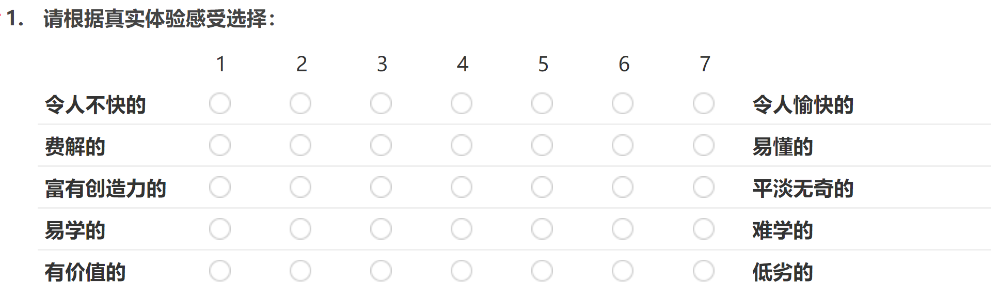 1. 请根据真实体验感受选择：
1 2 3 4 5 6 7
令人不快的 令人愉快的
费解的 易懂的
富有创造力的 平淡无奇的
易学的 难学的
有价值的 低劣的